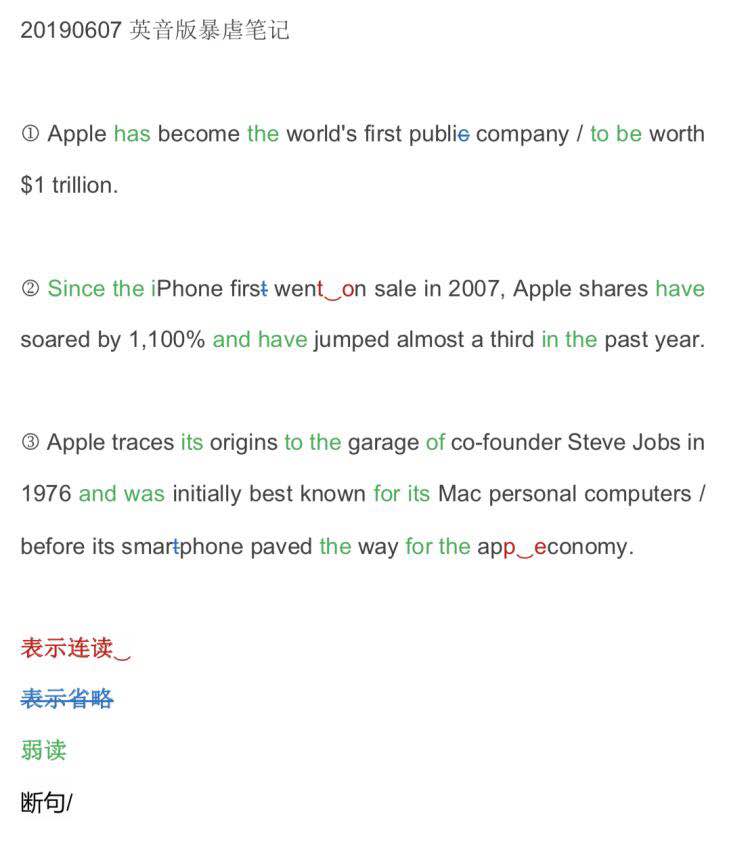 20190607 英音版暴虐笔记
① Apple has become the world's first public company / to be worth
$1 trillion.
② Since the iPhone first went‿on sale in 2007, Apple shares have
soared by 1,100% and have jumped almost a third in the past year.
③ Apple traces its origins to the garage of co-founder Steve Jobs in
1976 and was initially best known for its Mac personal computers /
before its smartphone paved the way for the app‿economy.
表示连读‿
表示省略
弱读
断句/